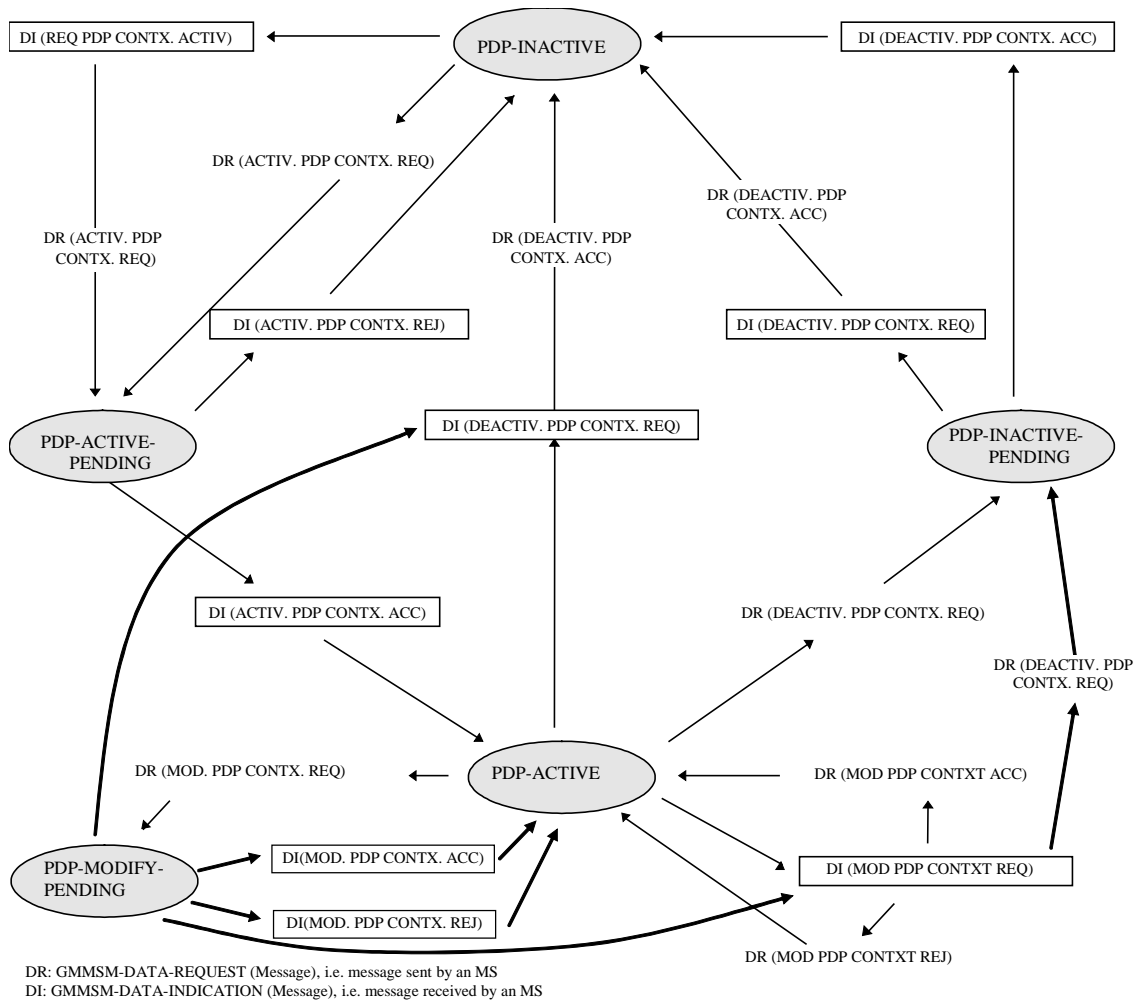 DI (REQ PDP CONTX. ACTIV)
PDP-INACTIVE
DI (DEACTIV. PDP CONTX. ACC)
DR (ACTIV. PDP CONTX. REQ)
DR (DEACTIV. PDP
CONTX. ACC)
DR (ACTIV. PDP
CONTX. REQ)
DR (DEACTIV. PDP
CONTX. ACC)
DI (ACTIV. PDP CONTX. REJ)
DI (DEACTIV. PDP CONTX. REQ)
DI (DEACTIV. PDP CONTX. REQ)
PDP-ACTIVE-
PENDING
PDP-INACTIVE-
PENDING
DI (ACTIV. PDP CONTX. ACC)
DR (DEACTIV. PDP CONTX. REQ)
DR (DEACTIV. PDP
CONTX. REQ)
DR (MOD. PDP CONTX. REQ)
PDP-ACTIVE
DR (MOD PDP CONTXT ACC)
PDP-MODIFY-
PENDING
DI(MOD. PDP CONTX. ACC)
DI (MOD PDP CONTXT REQ)
DI(MOD. PDP CONTX. REJ)
DR (MOD PDP CONTXT REJ)
DR: GMMSM-DATA-REQUEST (Message), i.e. message sent by an MS
DI: GMMSM-DATA-INDICATION (Message), i.e. message received by an MS